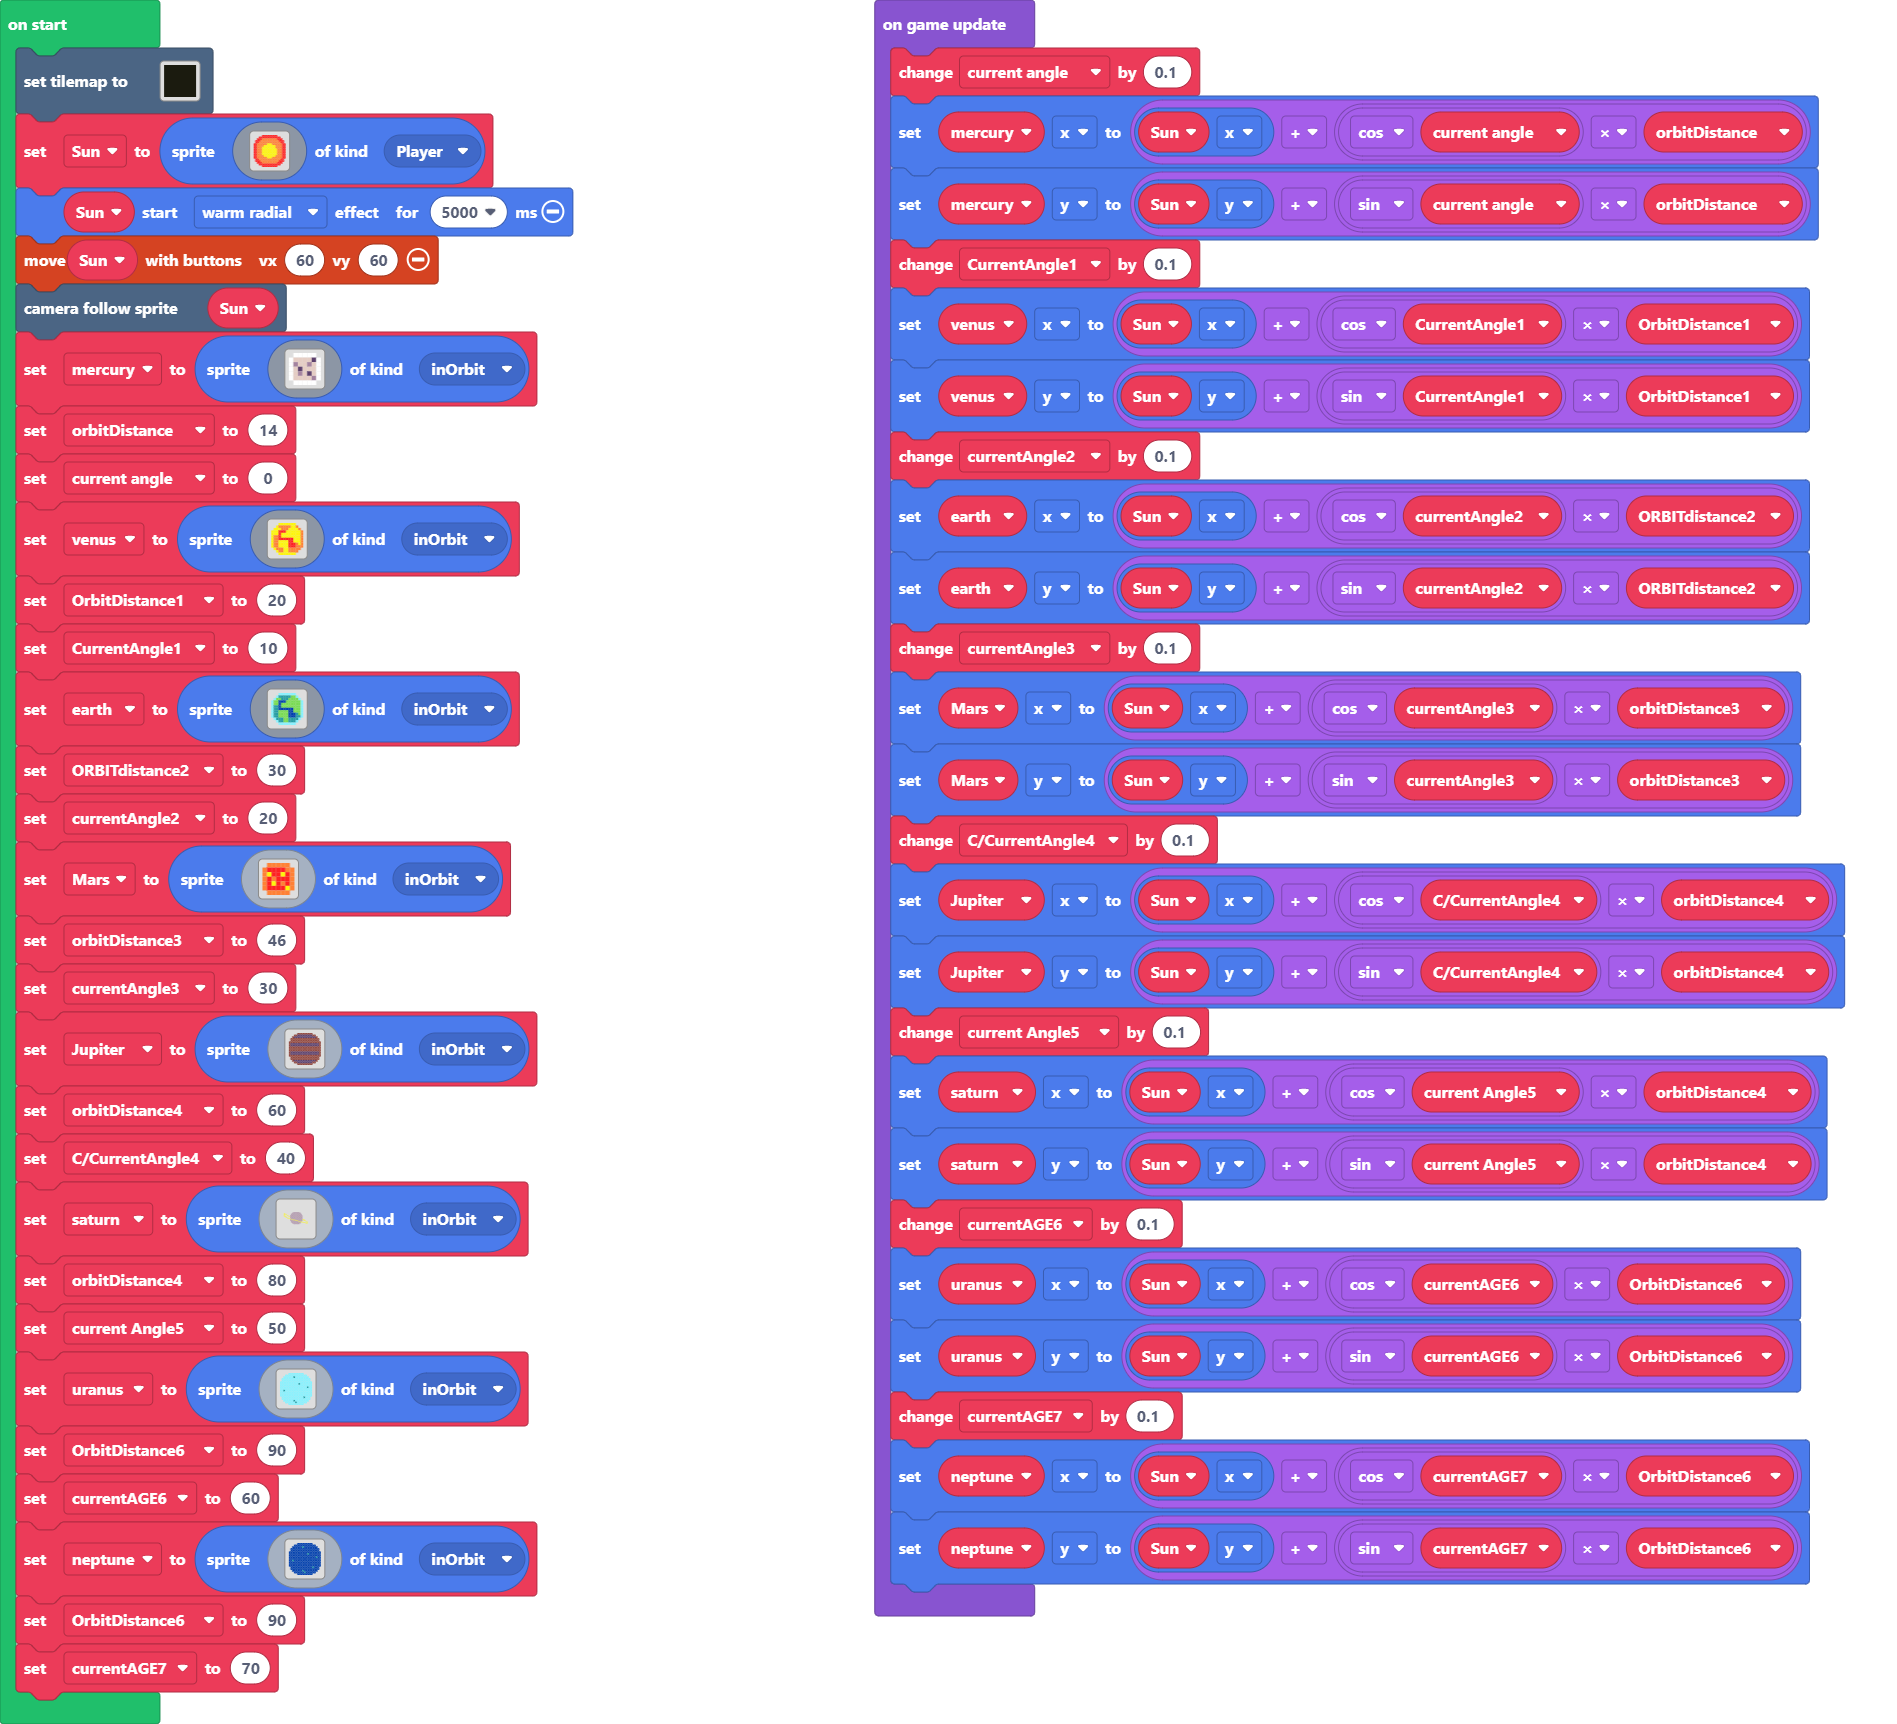 on start
set tilemap to
set Sun to sprite of kind Player
Sun start warm radial effect for 5000 ms
move Sun with buttons vx 60 vy 60
camera follow sprite Sun
set mercury to sprite of kind inOrbit
set orbitDistance to 14
set current angle to 0
set venus to sprite of kind inOrbit
set OrbitDistance1 to 20
set CurrentAngle1 to 10
set earth to sprite of kind inOrbit
set ORBITdistance2 to 30
set currentAngle2 to 20
set Mars to sprite of kind inOrbit
set orbitDistance3 to 46
set currentAngle3 to 30
set Jupiter to sprite of kind inOrbit
set orbitDistance4 to 60
set C/CurrentAngle4 to 40
set saturn to sprite of kind inOrbit
set orbitDistance4 to 80
set current Angle5 to 50
set uranus to sprite of kind inOrbit
set OrbitDistance6 to 90
set currentAGE6 to 60
set neptune to sprite of kind inOrbit
set OrbitDistance6 to 90
set currentAGE7 to 70
on game update
change current angle by 0.1
set mercury x to Sun x + cos current angle × orbitDistance
set mercury y to Sun y + sin current angle × orbitDistance
change CurrentAngle1 by 0.1
set venus x to Sun x + cos CurrentAngle1 × OrbitDistance1
set venus y to Sun y + sin CurrentAngle1 × OrbitDistance1
change currentAngle2 by 0.1
set earth x to Sun x + cos currentAngle2 × ORBITdistance2
set earth y to Sun y + sin currentAngle2 × ORBITdistance2
change currentAngle3 by 0.1
set Mars x to Sun x + cos currentAngle3 × orbitDistance3
set Mars y to Sun y + sin currentAngle3 × orbitDistance3
change C/CurrentAngle4 by 0.1
set Jupiter x to Sun x + cos C/CurrentAngle4 × orbitDistance4
set Jupiter y to Sun y + sin C/CurrentAngle4 × orbitDistance4
change current Angle5 by 0.1
set saturn x to Sun x + cos current Angle5 × orbitDistance4
set saturn y to Sun y + sin current Angle5 × orbitDistance4
change currentAGE6 by 0.1
set uranus x to Sun x + cos currentAGE6 × OrbitDistance6
set uranus y to Sun y + sin currentAGE6 × OrbitDistance6
change currentAGE7 by 0.1
set neptune x to Sun x + cos currentAGE7 × OrbitDistance6
set neptune y to Sun y + sin currentAGE7 × OrbitDistance6